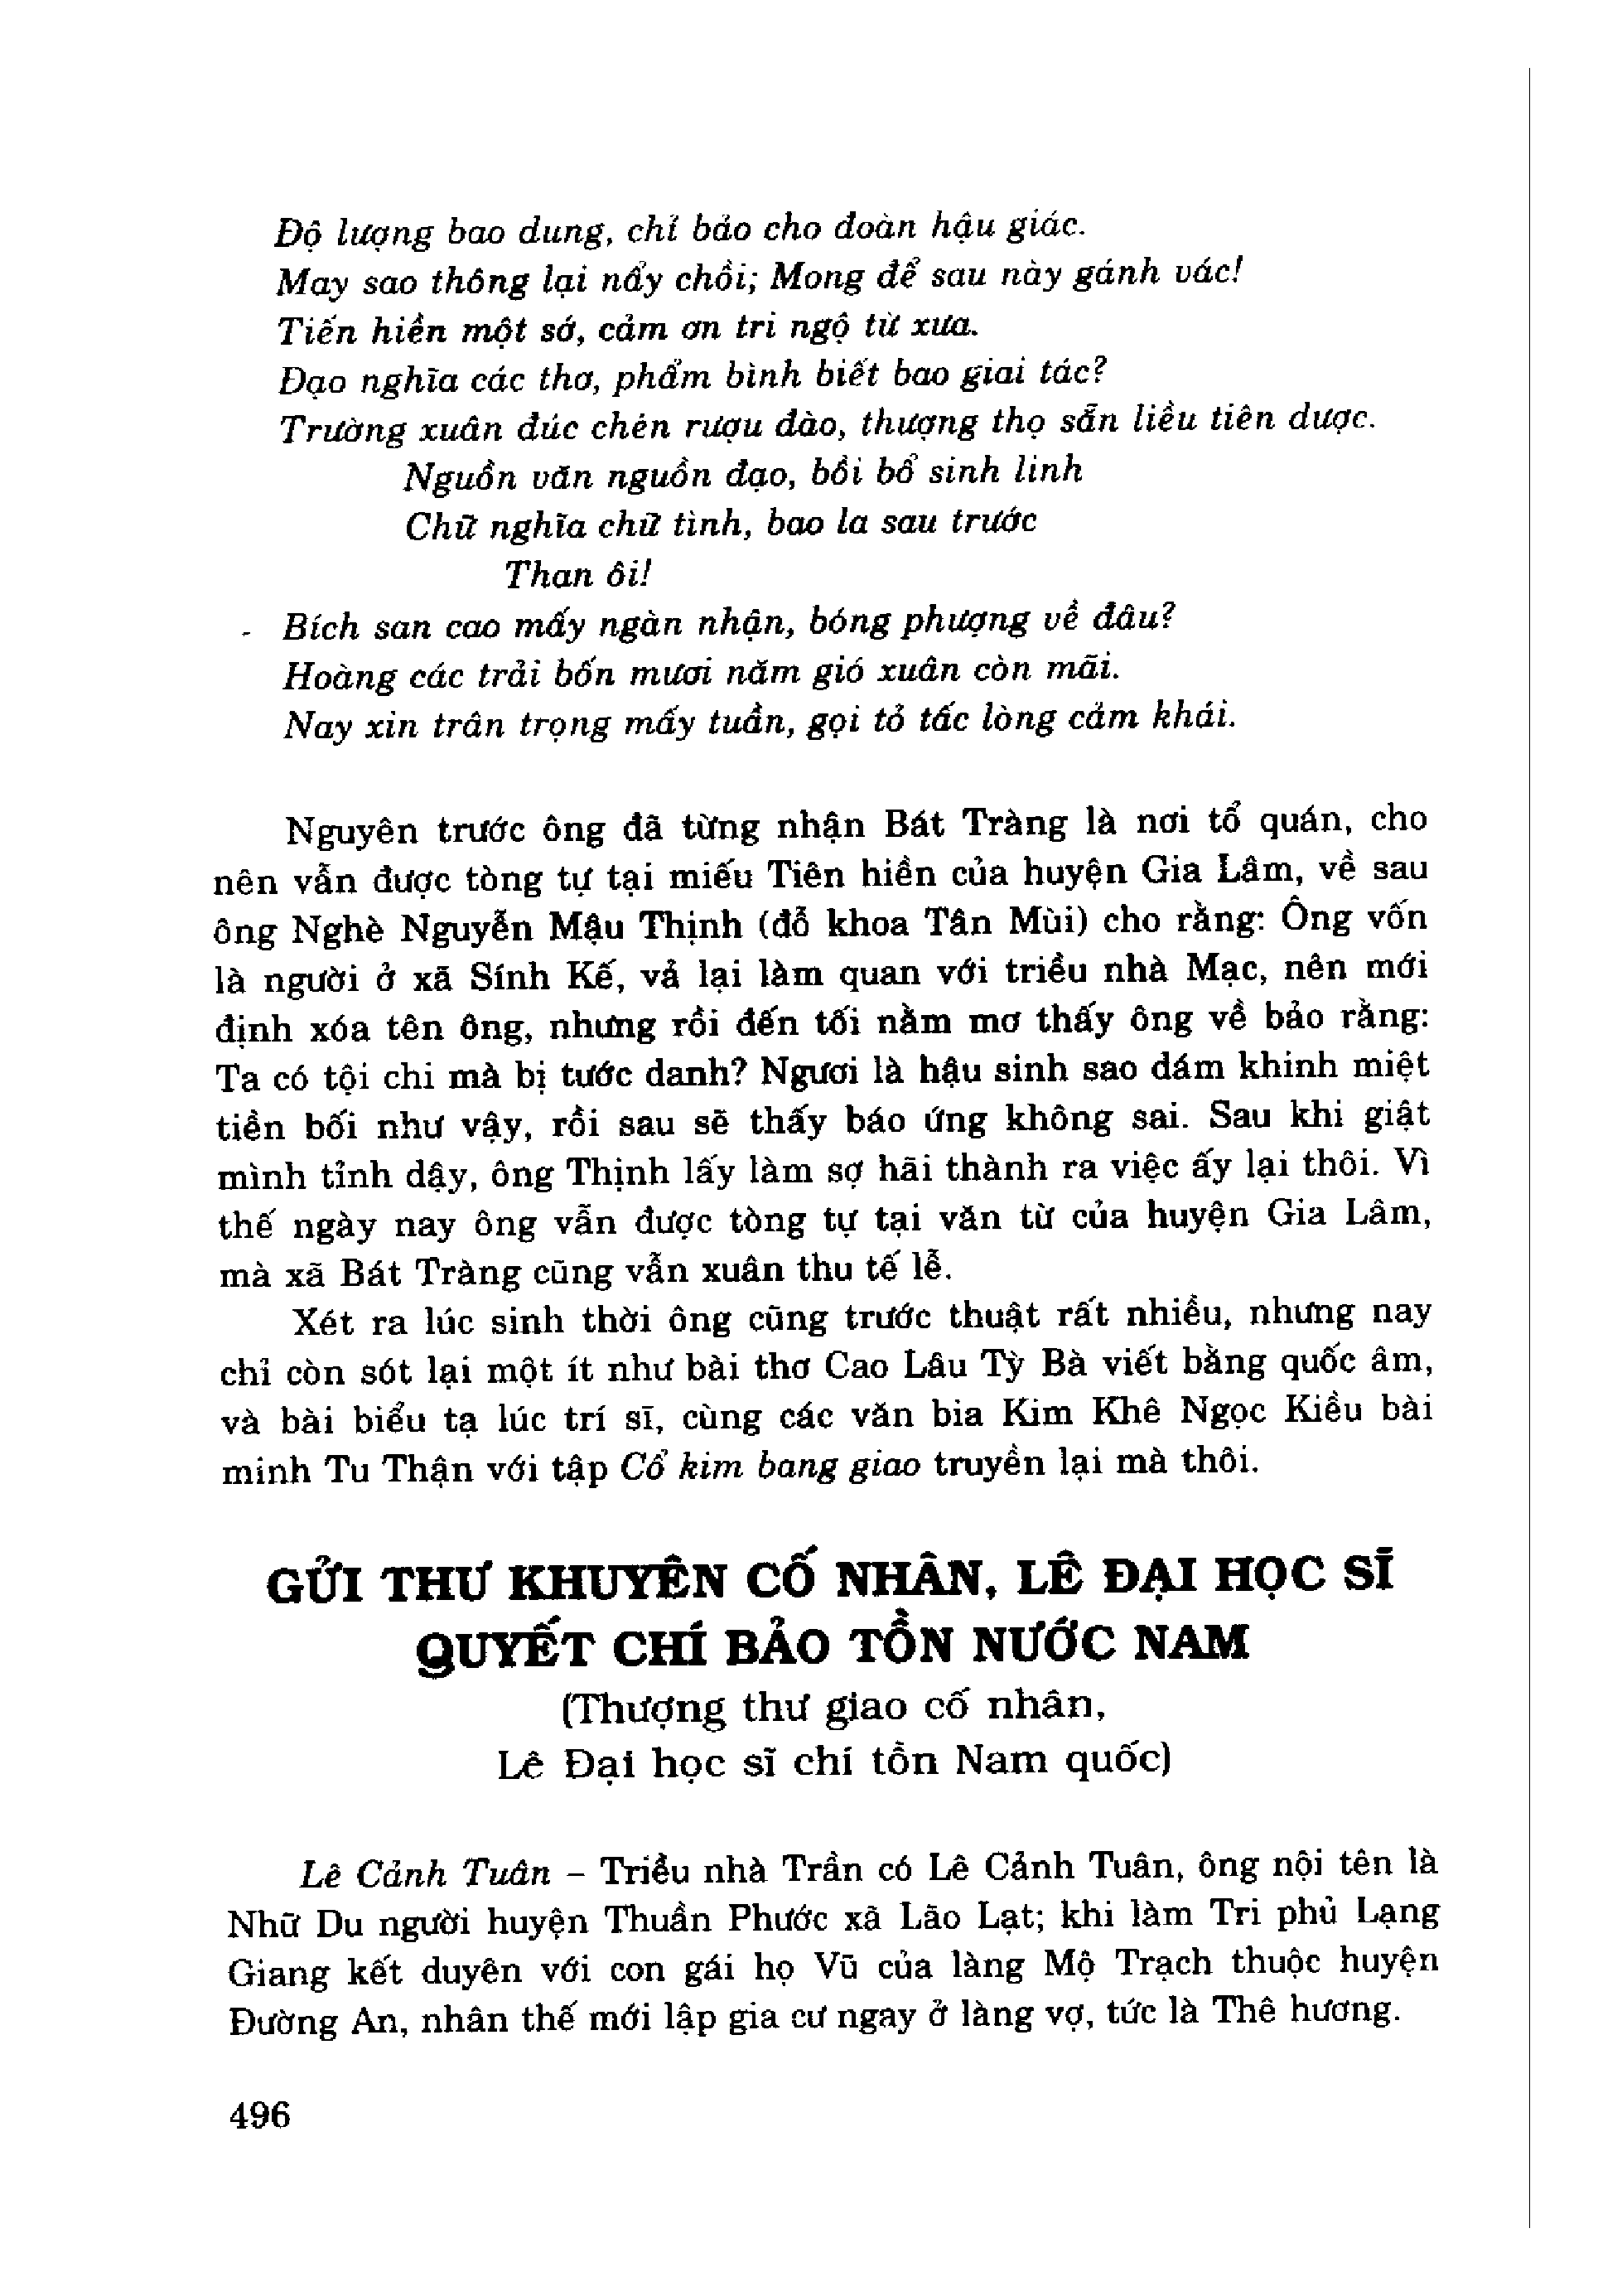 Độ lượng bao dung, chỉ bảo cho đoàn hậu giác.
May sao thông lại nẩy chồi; Mong để sau này gánh vác!
Tiến hiền một sớ, cảm ơn tri ngộ từ xưa.
Đạo nghĩa các thơ, phẩm bình biết bao giai tác?
Trường xuân đúc chén rượu đào, thượng thọ sẵn liều tiên dược.
Nguồn văn nguồn đạo, bồi bổ sinh linh
Chữ nghĩa chữ tình, bao la sau trước
Than ôi!
- Bích san cao mấy ngàn nhận, bóng phượng về đâu?
Hoàng các trải bốn mươi năm gió xuân còn mãi.
Nay xin trân trọng mấy tuần, gọi tỏ tấc lòng cảm khái.
Nguyên trước ông đã từng nhận Bát Tràng là nơi tổ quán, cho
nên vẫn được tòng tự tại miếu Tiên hiền của huyện Gia Lâm, về sau
ông Nghè Nguyễn Mậu Thịnh (đỗ khoa Tân Mùi) cho rằng: Ông vốn
là người ở xã Sính Kế, vả lại làm quan với triều nhà Mạc, nên mới
định xóa tên ông, nhưng rồi đến tối nằm mơ thấy ông về bảo rằng:
Ta có tội chi mà bị tước danh? Ngươi là hậu sinh sao dám khinh miệt
tiền bối như vậy, rồi sau sẽ thấy báo ứng không sai. Sau khi giật
mình tỉnh dậy, ông Thịnh lấy làm sợ hãi thành ra việc ấy lại thôi. Vì
thế ngày nay ông vẫn được tòng tự tại văn từ của huyện Gia Lâm,
mà xã Bát Tràng cũng vẫn xuân thu tế lễ.
Xét ra lúc sinh thời ông cũng trước thuật rất nhiều, nhưng nay
chỉ còn sót lại một ít như bài thơ Cao Lâu Tỳ Bà viết bằng quốc âm,
và bài biểu tạ lúc trí sĩ, cùng các văn bia Kim Khê Ngọc Kiều bài
minh Tu Thận với tập Cổ kim bang giao truyền lại mà thôi.
GỬI THƯ KHUYÊN CỐ NHÂN, LÊ ĐẠI HỌC SĨ
QUYẾT CHÍ BẢO TỒN NƯỚC NAM
(Thượng thư giao cố nhân,
Lê Đại học sĩ chí tồn Nam quốc)
Lê Cảnh Tuân – Triều nhà Trần có Lê Cảnh Tuân, ông nội tên là
Nhữ Du người huyện Thuần Phước xã Lão Lạt; khi làm Tri phủ Lạng
Giang kết duyên với con gái họ Vũ của làng Mộ Trạch thuộc huyện
Đường An, nhân thế mới lập gia cư ngay ở làng vợ, tức là Thê hương.
496